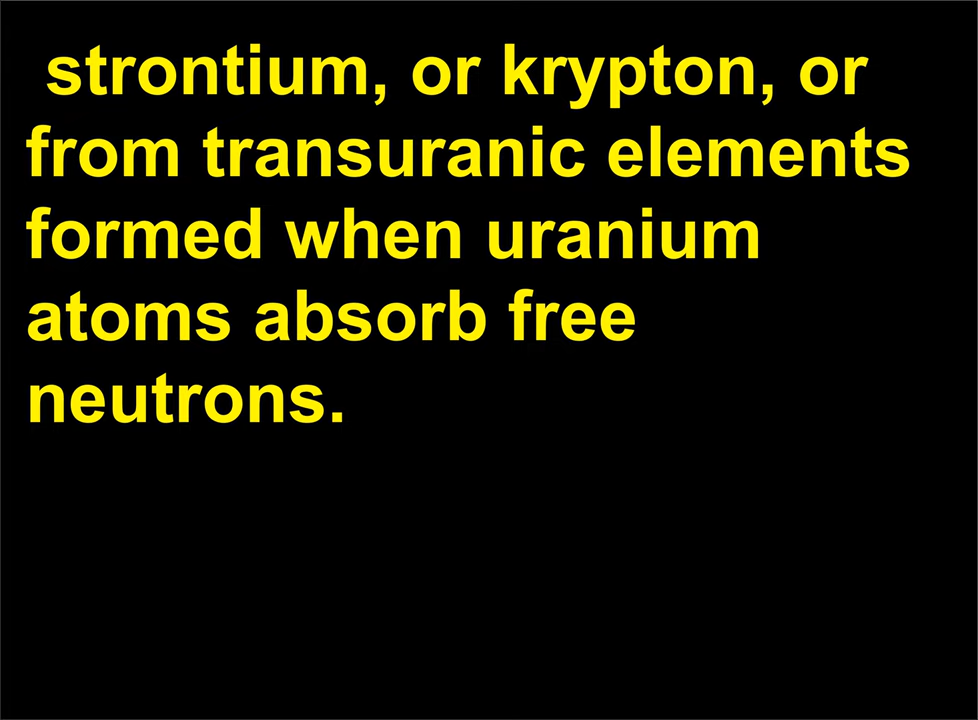 strontium, or krypton, or
from transuranic elements
formed when uranium
atoms absorb free
neutrons.